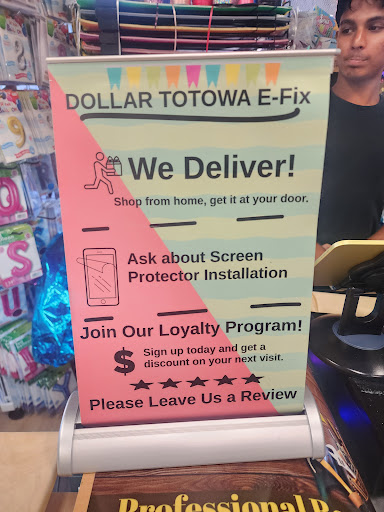 DOLLAR TOTOWA E-Fix
We Deliver!
Shop from home, get it at your door.
Ask about Screen
Protector Installation
Join Our Loyalty Program!
$
Sign up today and get a
discount on your next visit.
Please Leave Us a Review
Professional